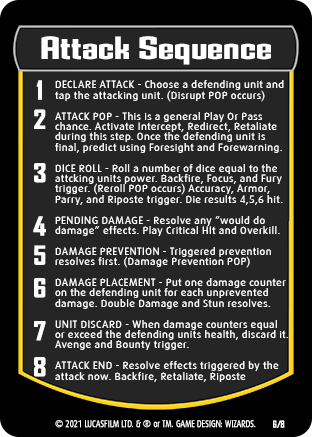 Attack Sequence
1 DECLARE ATTACK - Choose a defending unit and
tap the attacking unit. (Disrupt POP occurs)
2 ATTACK POP - This is a general Play Or Pass
chance. Activate Intercept, Redirect, Retaliate
during this step. Once the defending unit is
final, predict using Foresight and Forewarning.
3 DICE ROLL - Roll a number of dice equal to the
attcking units power. Backfire, Focus, and Fury
trigger. (Reroll POP occurs) Accuracy, Armor,
Parry, and Riposte trigger. Die results 4,5,6 hit.
4 PENDING DAMAGE - Resolve any "would do
damage" effects. Play Critical Hit and Overkill.
5 DAMAGE PREVENTION - Triggered prevention
resolves first. (Damage Prevention POP)
6 DAMAGE PLACEMENT - Put one damage counter
on the defending unit for each unprevented
damage. Double Damage and Stun resolves.
7 UNIT DISCARD - When damage counters equal
or exceed the defending units health, discard it.
Avenge and Bounty trigger.
8 ATTACK END - Resolve effects triggered by the
attack now. Backfire, Retaliate, Riposte
© 2021 LUCASFILM LTD. & ® or TM. GAME DESIGN: WIZARDS. 6/8